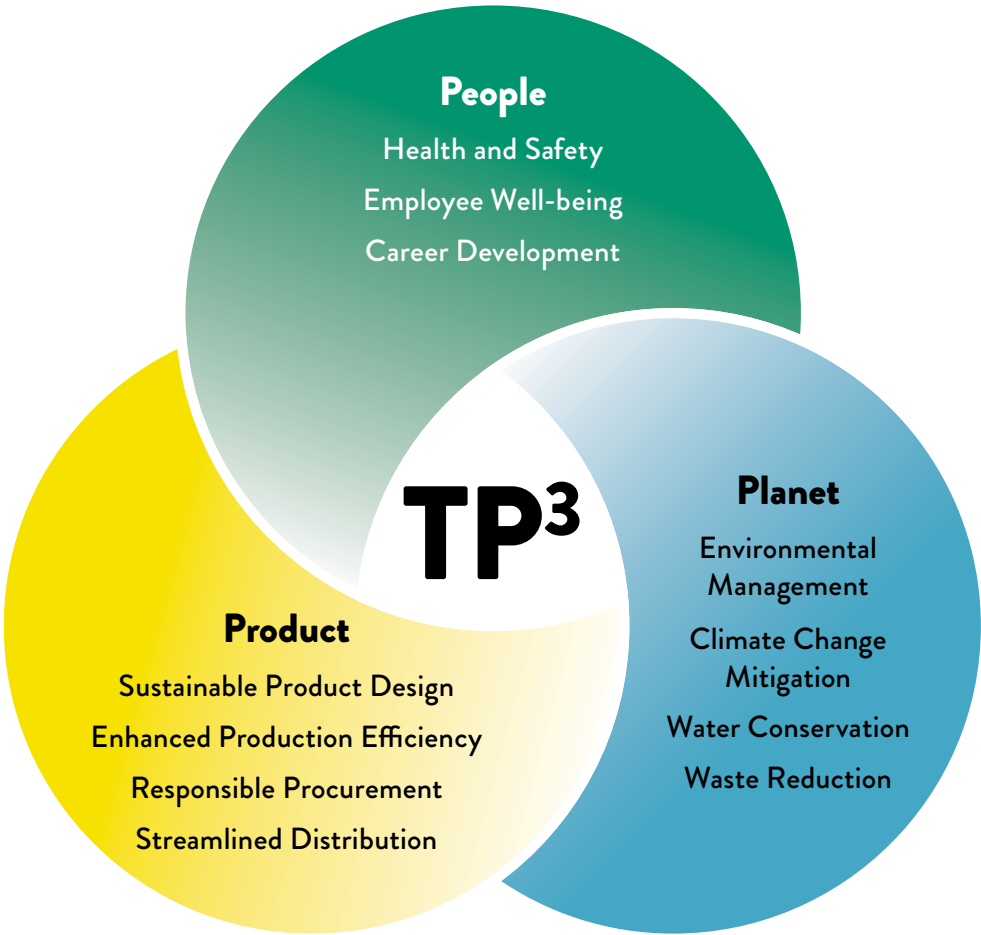 People
Health and Safety
Employee Well-being
Career Development
TP³
Planet
Environmental
Management
Climate Change
Mitigation
Water Conservation
Waste Reduction
Product
Sustainable Product Design
Enhanced Production Efficiency
Responsible Procurement
Streamlined Distribution